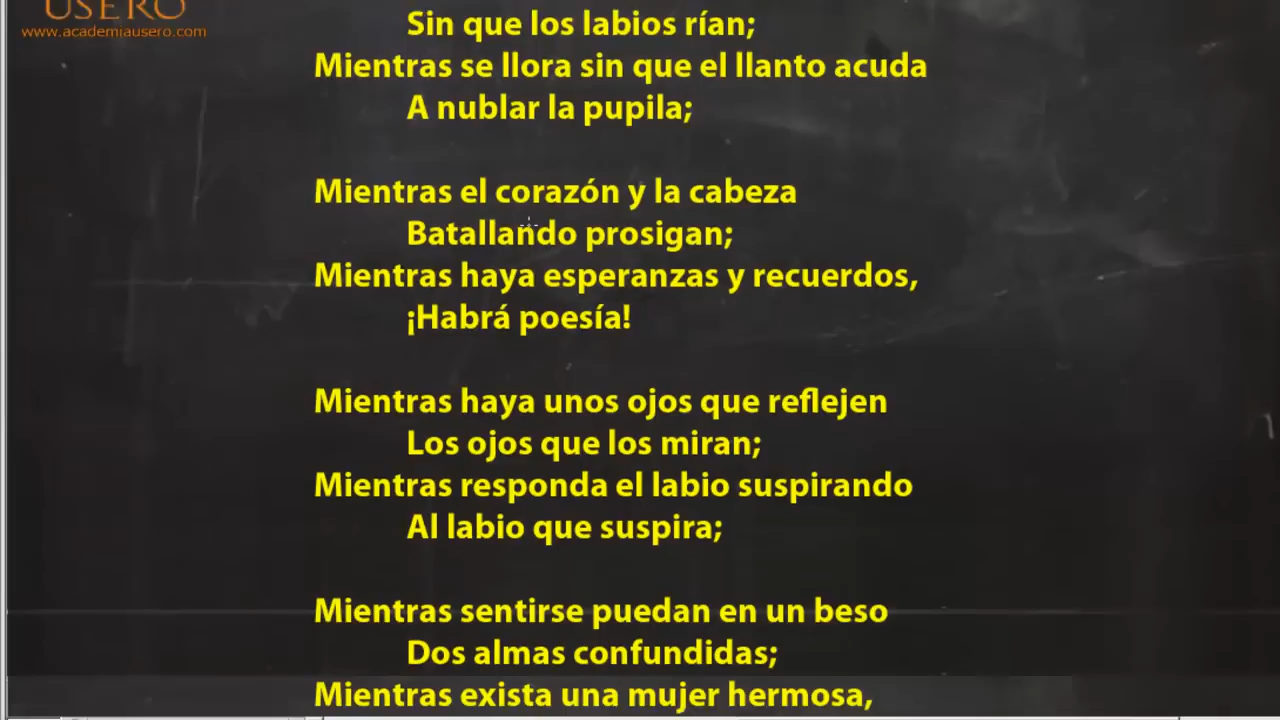 USERO
www.academiausero.com
Sin que los labios rían;
Mientras se llora sin que el llanto acuda
A nublar la pupila;
Mientras el corazón y la cabeza
Batallando prosigan;
Mientras haya esperanzas y recuerdos,
¡Habrá poesía!
Mientras haya unos ojos que reflejen
Los ojos que los miran;
Mientras responda el labio suspirando
Al labio que suspira;
Mientras sentirse puedan en un beso
Dos almas confundidas;
Mientras exista una mujer hermosa,